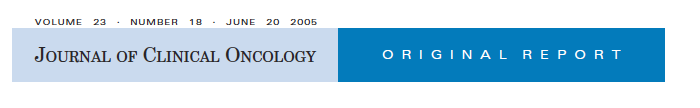 VOLUME 23 · NUMBER 18 · JUNE 20 2005
JOURNAL OF CLINICAL ONCOLOGY
ORIGINAL REPORT